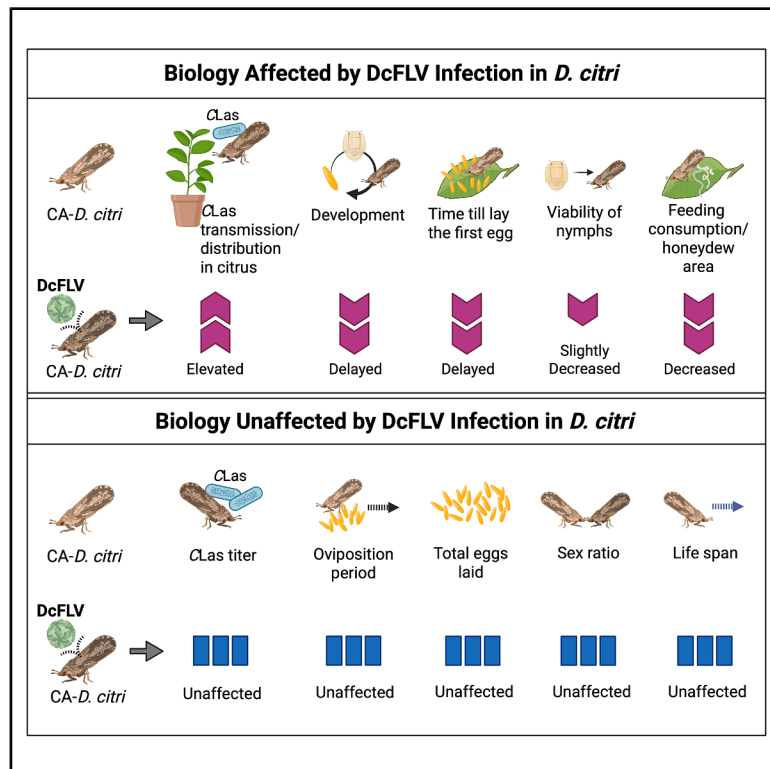 Biology Affected by DcFLV Infection in D. citri
CLas
CA-D. citri
CLas
transmission/
distribution
in citrus
Development
Time till lay
the first egg
Viability of
nymphs
Feeding
consumption/
honeydew
area
DcFLV
CA-D. citri
Elevated
Delayed
Delayed
Slightly
Decreased
Decreased
Biology Unaffected by DcFLV Infection in D. citri
CLas
CA-D. citri
CLas titer
Oviposition
period
Total eggs
laid
Sex ratio
Life span
DcFLV
CA-D. citri
Unaffected
Unaffected
Unaffected
Unaffected
Unaffected